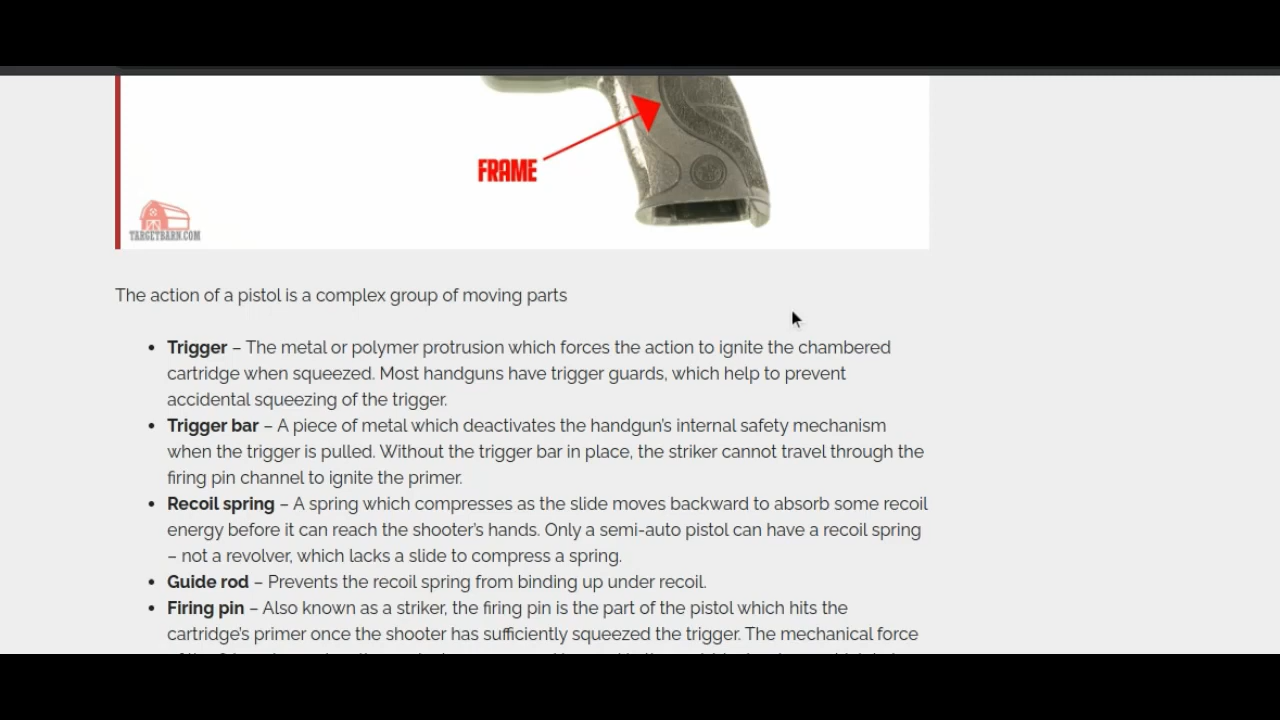 FRAME
TARGETBARN.COM
The action of a pistol is a complex group of moving parts
• Trigger – The metal or polymer protrusion which forces the action to ignite the chambered
cartridge when squeezed. Most handguns have trigger guards, which help to prevent
accidental squeezing of the trigger.
• Trigger bar – A piece of metal which deactivates the handgun's internal safety mechanism
when the trigger is pulled. Without the trigger bar in place, the striker cannot travel through the
firing pin channel to ignite the primer.
• Recoil spring – A spring which compresses as the slide moves backward to absorb some recoil
energy before it can reach the shooter's hands. Only a semi-auto pistol can have a recoil spring
– not a revolver, which lacks a slide to compress a spring.
• Guide rod – Prevents the recoil spring from binding up under recoil.
• Firing pin – Also known as a striker, the firing pin is the part of the pistol which hits the
cartridge's primer once the shooter has sufficiently squeezed the trigger. The mechanical force